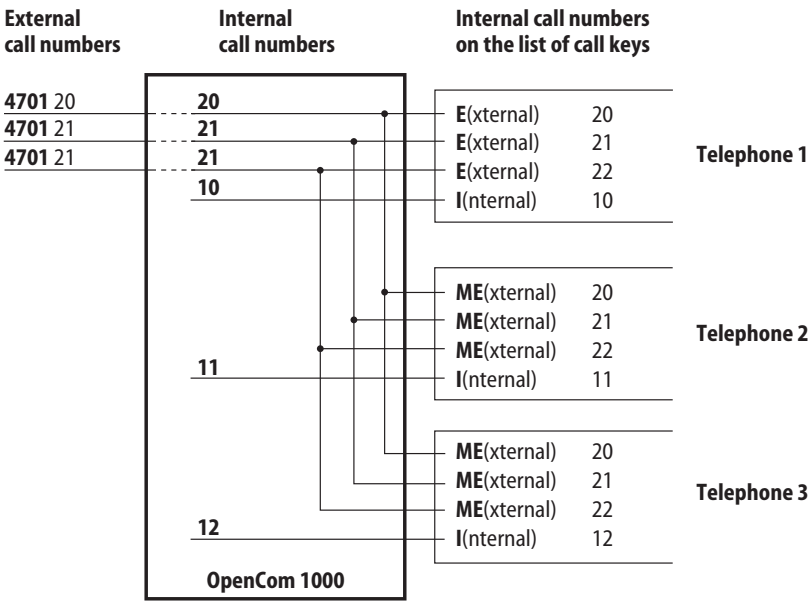 External
call numbers
Internal
call numbers
Internal call numbers
on the list of call keys
4701 20
4701 21
4701 21
20
21
21
10
11
12
OpenCom 1000
E(xternal) 20
E(xternal) 21
E(xternal) 22
I(nternal) 10
Telephone 1
ME(xternal) 20
ME(xternal) 21
ME(xternal) 22
I(nternal) 11
Telephone 2
ME(xternal) 20
ME(xternal) 21
ME(xternal) 22
I(nternal) 12
Telephone 3